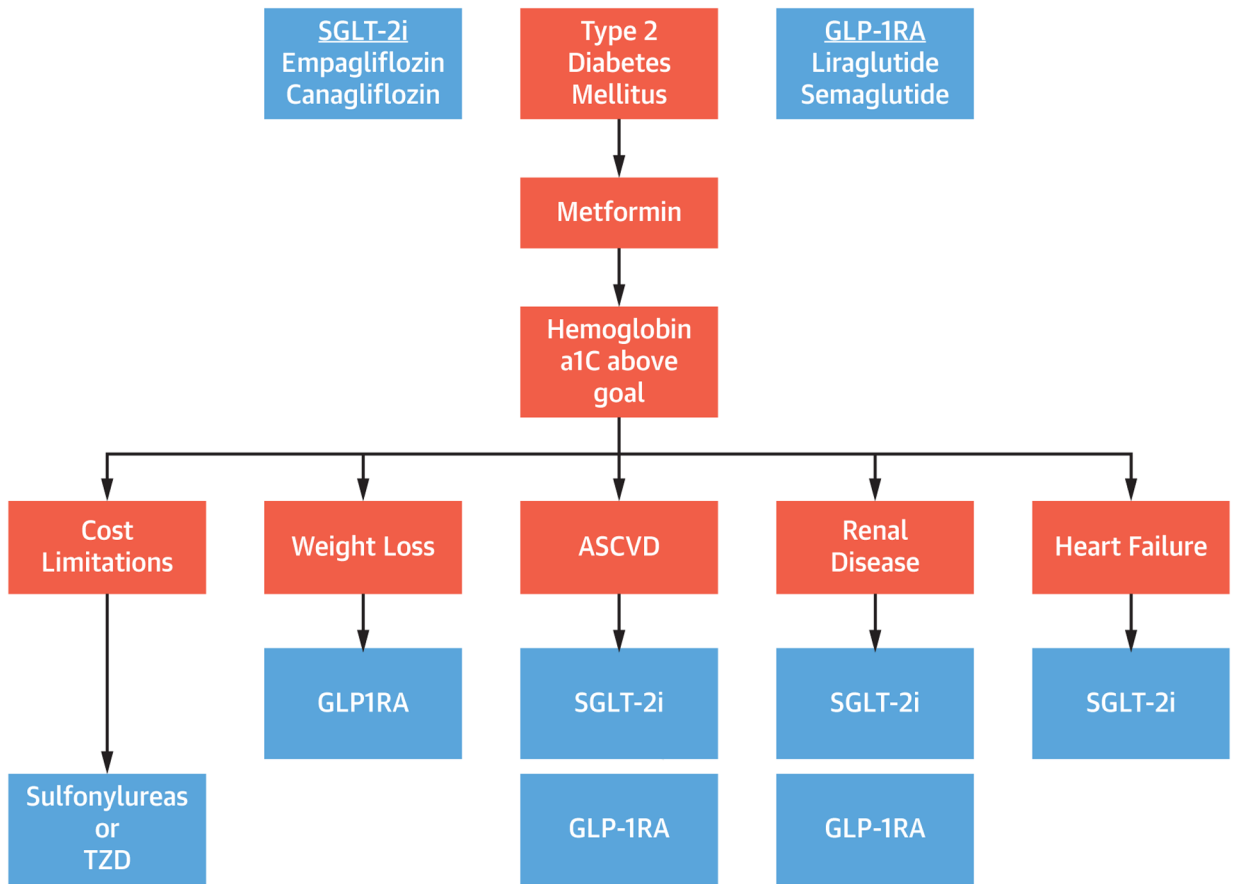 SGLT-2i
Empagliflozin
Canagliflozin
Type 2
Diabetes
Mellitus
GLP-1RA
Liraglutide
Semaglutide
Metformin
Hemoglobin
a1C above
goal
Cost
Limitations
Weight Loss
ASCVD
Renal
Disease
Heart Failure
GLP1RA
SGLT-2i
SGLT-2i
SGLT-2i
Sulfonylureas
or
TZD
GLP-1RA
GLP-1RA